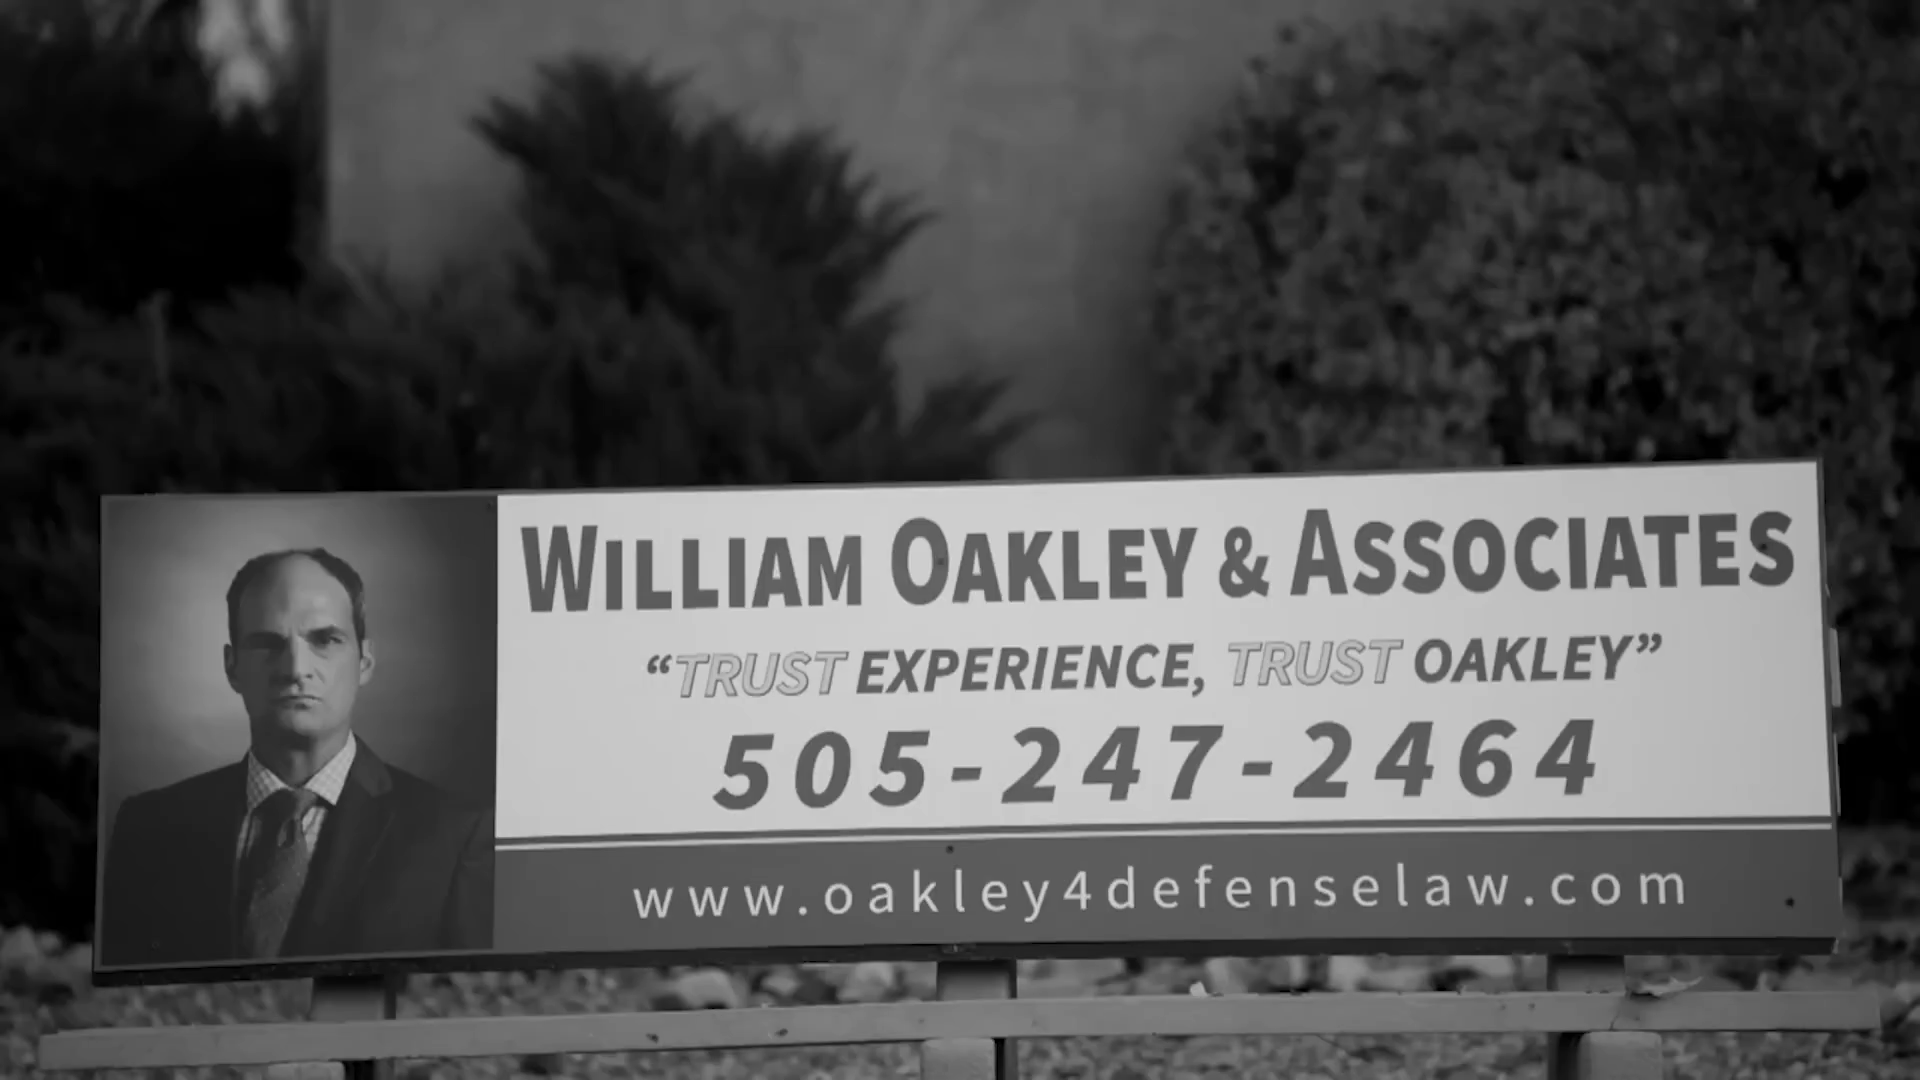 WILLIAM OAKLEY & ASSOCIATES
“TRUST EXPERIENCE, TRUST OAKLEY”
505-247-2464
www.oakley4defenselaw.com